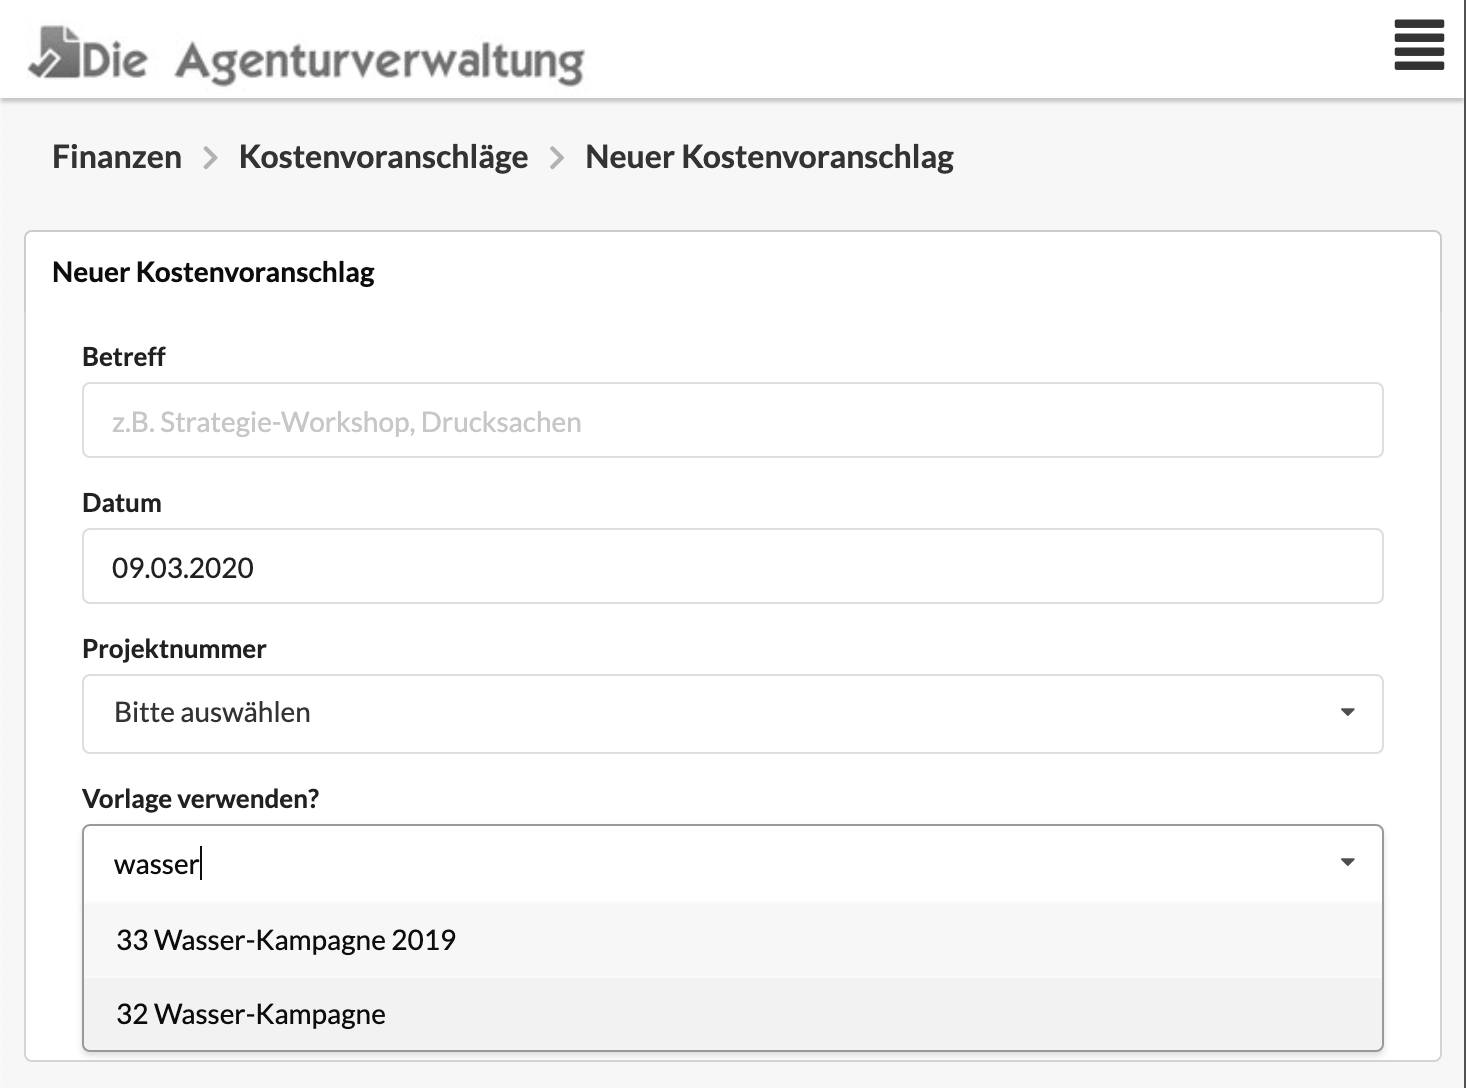 Die Agenturverwaltung
Finanzen > Kostenvoranschläge > Neuer Kostenvoranschlag
Neuer Kostenvoranschlag
Betreff
z.B. Strategie-Workshop, Drucksachen
Datum
09.03.2020
Projektnummer
Bitte auswählen
Vorlage verwenden?
wasser
33 Wasser-Kampagne 2019
32 Wasser-Kampagne